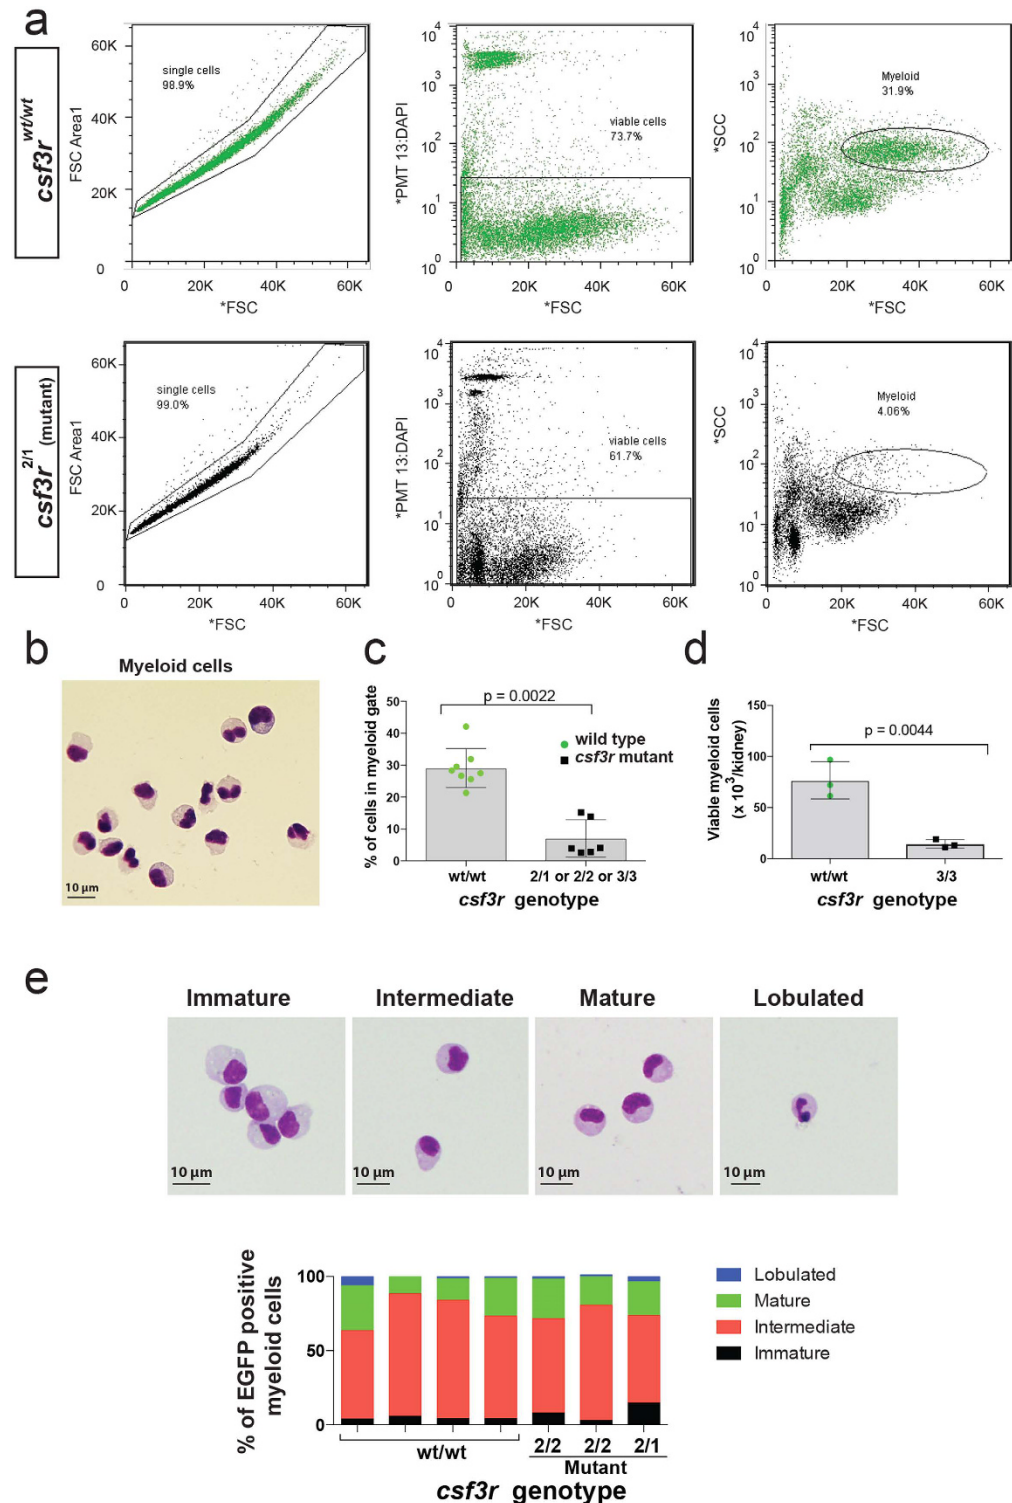 a
csf3r wt/wt
FSC Area1
60K
40K
20K
0
single cells
98.9%
0 20K 40K 60K
*FSC
*PMT 13:DAPI
10 4
10 3
10 2
10 1
10 0
viable cells
73.7%
0 20K 40K 60K
*FSC
*SCC
10 4
10 3
10 2
10 1
10 0
Myeloid
31.9%
0 20K 40K 60K
*FSC
csf3r 2/1 (mutant)
FSC Area1
60K
40K
20K
0
single cells
99.0%
0 20K 40K 60K
*FSC
*PMT 13:DAPI
10 4
10 3
10 2
10 1
10 0
viable cells
61.7%
0 20K 40K 60K
*FSC
*SCC
10 4
10 3
10 2
10 1
10 0
Myeloid
4.06%
0 20K 40K 60K
*FSC
b
Myeloid cells
10 µm
c
% of cells in myeloid gate
50
40
30
20
10
0
p = 0.0022
wild type
csf3r mutant
wt/wt 2/1 or 2/2 or 3/3
csf3r genotype
d
Viable myeloid cells
(x 10³/kidney)
150
100
50
0
p = 0.0044
wt/wt 3/3
csf3r genotype
e
Immature Intermediate Mature Lobulated
10 µm 10 µm 10 µm 10 µm
% of EGFP positive
myeloid cells
100
50
0
Lobulated
Mature
Intermediate
Immature
wt/wt 2/2 2/2 2/1
Mutant
csf3r genotype